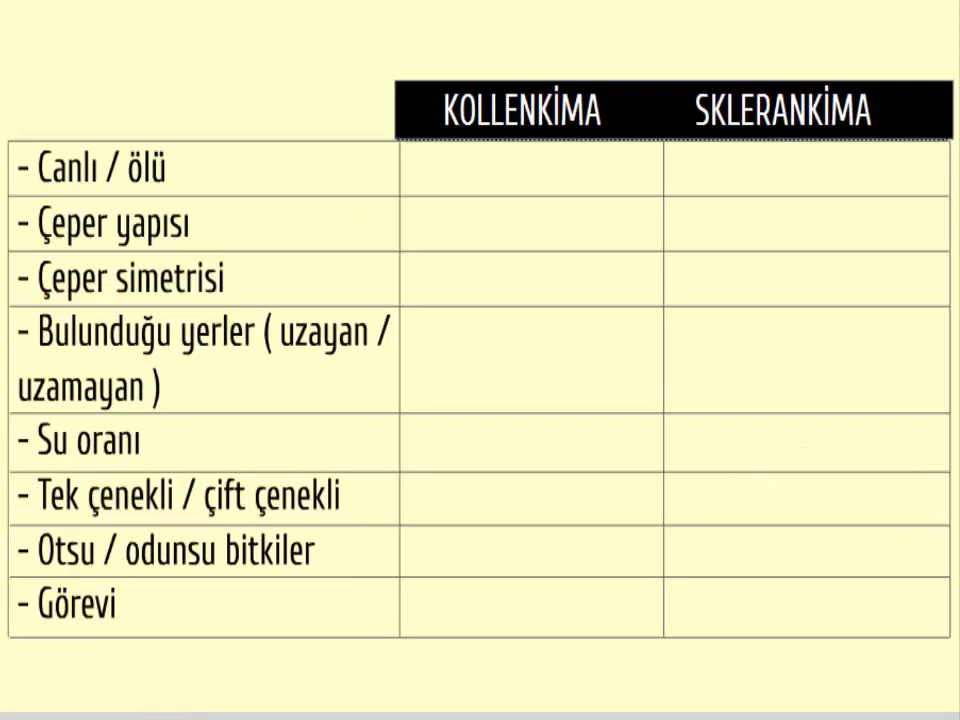 KOLLENKİMA SKLERANKİMA
- Canlı / ölü
- Çeper yapısı
- Çeper simetrisi
- Bulunduğu yerler ( uzayan /
uzamayan )
- Su oranı
- Tek çenekli / çift çenekli
- Otsu / odunsu bitkiler
- Görevi